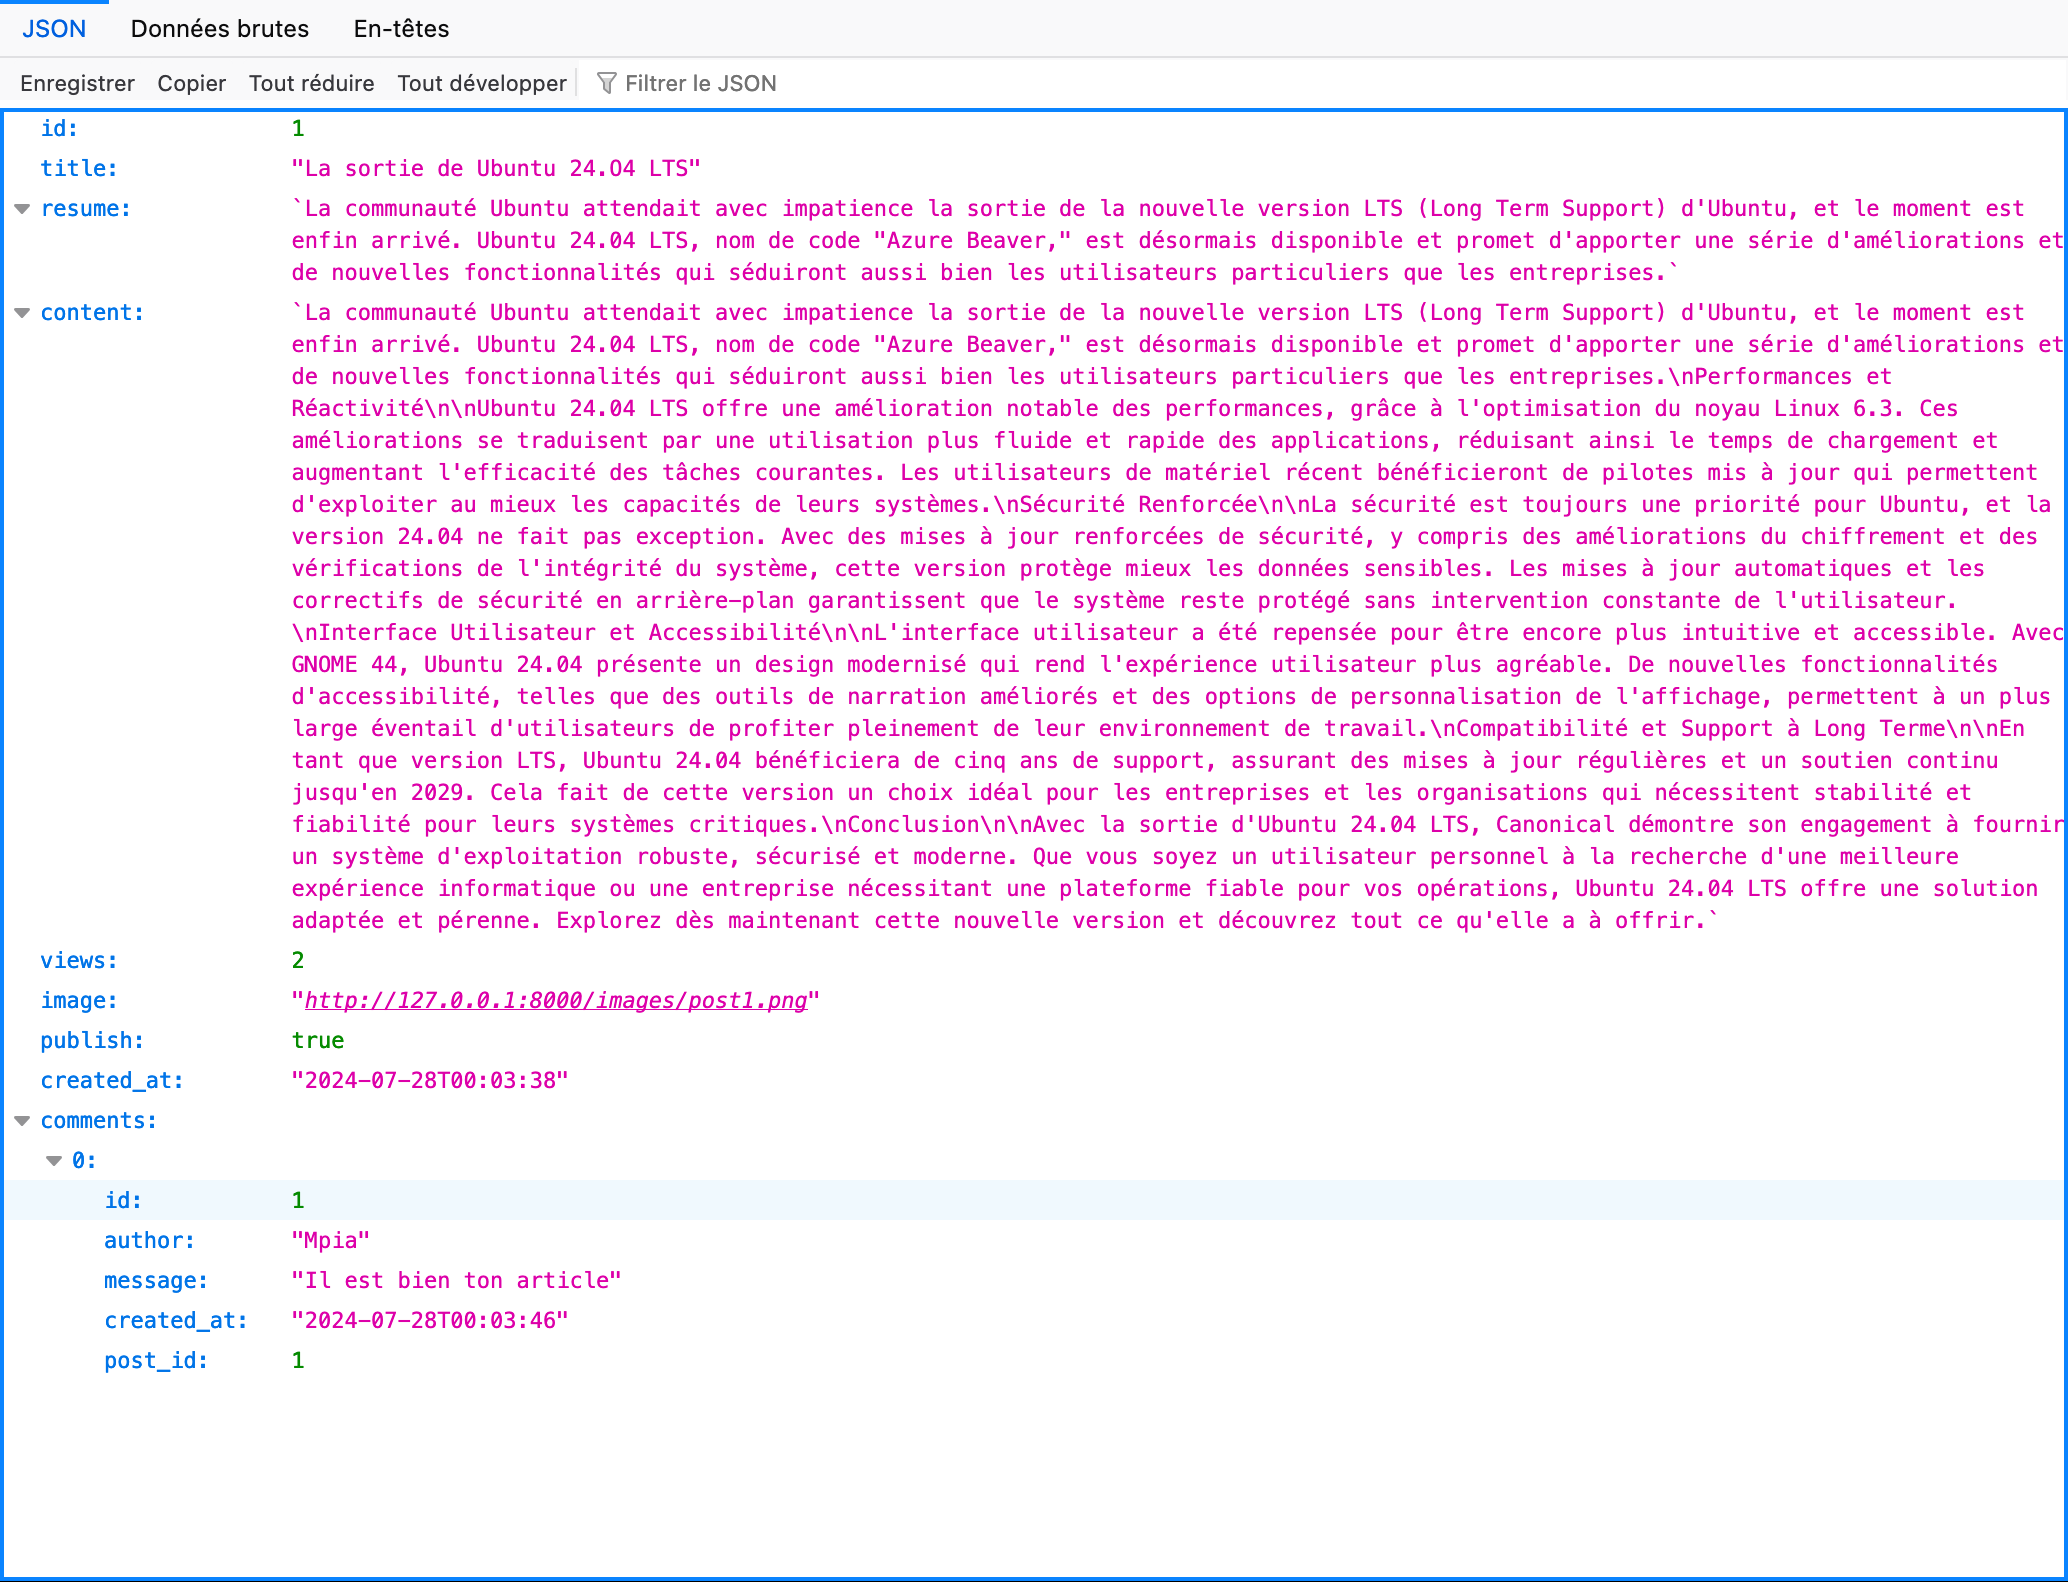 JSON Données brutes En-têtes
Enregistrer Copier Tout réduire Tout développer Filtrer le JSON
id: 1
title: "La sortie de Ubuntu 24.O4 LTS"
resume: `La communauté Ubuntu attendait avec impatience la sortie de la nouvelle version LTS (Long Term Support) d'Ubuntu, et le moment est
enfin arrivé. Ubuntu 24.04 LTS, nom de code "Azure Beaver," est désormais disponible et promet d'apporter une série d'améliorations et
de nouvelles fonctionnalités qui séduiront aussi bien les utilisateurs particuliers que les entreprises.`
content: `La communauté Ubuntu attendait avec impatience la sortie de la nouvelle version LTS (Long Term Support) d'Ubuntu, et le moment est
enfin arrivé. Ubuntu 24.04 LTS, nom de code "Azure Beaver," est désormais disponible et promet d'apporter une série d'améliorations et
de nouvelles fonctionnalités qui séduiront aussi bien les utilisateurs particuliers que les entreprises.\nPerformances et
Réactivité\n\nUbuntu 24.04 LTS offre une amélioration notable des performances, grâce à l'optimisation du noyau Linux 6.3. Ces
améliorations se traduisent par une utilisation plus fluide et rapide des applications, réduisant ainsi le temps de chargement et
augmentant l'efficacité des tâches courantes. Les utilisateurs de matériel récent bénéficieront de pilotes mis à jour qui permettent
d'exploiter au mieux les capacités de leurs systèmes.\nSécurité Renforcée\n\nLa sécurité est toujours une priorité pour Ubuntu, et la
version 24.04 ne fait pas exception. Avec des mises à jour renforcées de sécurité, y compris des améliorations du chiffrement et des
vérifications de l'intégrité du système, cette version protège mieux les données sensibles. Les mises à jour automatiques et les
correctifs de sécurité en arrière-plan garantissent que le système reste protégé sans intervention constante de l'utilisateur.
\nInterface Utilisateur et Accessibilité\n\nL'interface utilisateur a été repensée pour être encore plus intuitive et accessible. Avec
GNOME 44, Ubuntu 24.04 présente un design modernisé qui rend l'expérience utilisateur plus agréable. De nouvelles fonctionnalités
d'accessibilité, telles que des outils de narration améliorés et des options de personnalisation de l'affichage, permettent à un plus
large éventail d'utilisateurs de profiter pleinement de leur environnement de travail.\nCompatibilité et Support à Long Terme\n\nEn
tant que version LTS, Ubuntu 24.04 bénéficiera de cinq ans de support, assurant des mises à jour régulières et un soutien continu
jusqu'en 2029. Cela fait de cette version un choix idéal pour les entreprises et les organisations qui nécessitent stabilité et
fiabilité pour leurs systèmes critiques.\nConclusion\n\nAvec la sortie d'Ubuntu 24.04 LTS, Canonical démontre son engagement à fournir
un système d'exploitation robuste, sécurisé et moderne. Que vous soyez un utilisateur personnel à la recherche d'une meilleure
expérience informatique ou une entreprise nécessitant une plateforme fiable pour vos opérations, Ubuntu 24.04 LTS offre une solution
adaptée et pérenne. Explorez dès maintenant cette nouvelle version et découvrez tout ce qu'elle a à offrir.`
views: 2
image: "http://127.0.0.1:8000/images/post1.png"
publish: true
created_at: "2024-07-28T00:03:38"
comments:
0:
id: 1
author: "Mpia"
message: "Il est bien ton article"
created_at: "2024-07-28T00:03:46"
post_id: 1